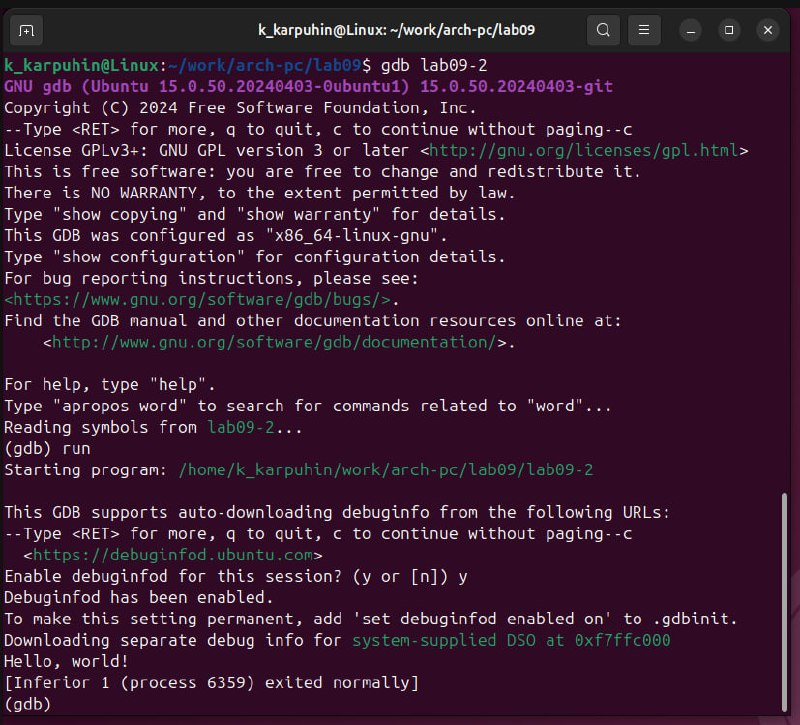 k_karpuhin@Linux: ~/work/arch-pc/lab09
k_karpuhin@Linux:~/work/arch-pc/lab09$ gdb lab09-2
GNU gdb (Ubuntu 15.0.50.20240403-0ubuntu1) 15.0.50.20240403-git
Copyright (C) 2024 Free Software Foundation, Inc.
--Type <RET> for more, q to quit, c to continue without paging--c
License GPLv3+: GNU GPL version 3 or later <http://gnu.org/licenses/gpl.html>
This is free software: you are free to change and redistribute it.
There is NO WARRANTY, to the extent permitted by law.
Type "show copying" and "show warranty" for details.
This GDB was configured as "x86_64-linux-gnu".
Type "show configuration" for configuration details.
For bug reporting instructions, please see:
<https://www.gnu.org/software/gdb/bugs/>.
Find the GDB manual and other documentation resources online at:
    <http://www.gnu.org/software/gdb/documentation/>.

For help, type "help".
Type "apropos word" to search for commands related to "word"...
Reading symbols from lab09-2...
(gdb) run
Starting program: /home/k_karpuhin/work/arch-pc/lab09/lab09-2

This GDB supports auto-downloading debuginfo from the following URLs:
--Type <RET> for more, q to quit, c to continue without paging--c
  <https://debuginfod.ubuntu.com>
Enable debuginfod for this session? (y or [n]) y
Debuginfod has been enabled.
To make this setting permanent, add 'set debuginfod enabled on' to .gdbinit.
Downloading separate debug info for system-supplied DSO at 0xf7ffc000
Hello, world!
[Inferior 1 (process 6359) exited normally]
(gdb)